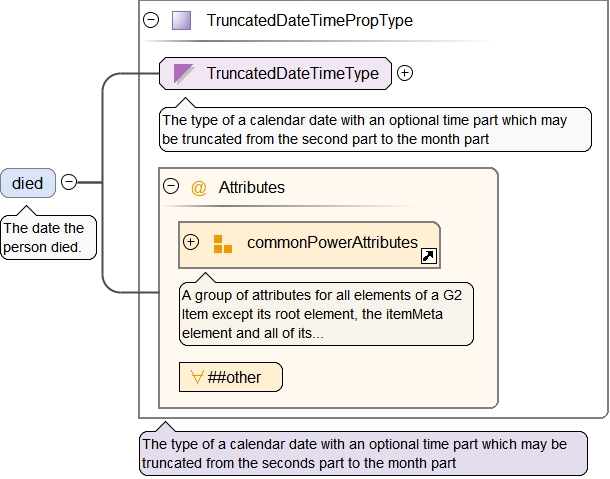 TruncatedDateTimePropType
TruncatedDateTimeType
The type of a calendar date with an optional time part which may
be truncated from the second part to the month part
died
The date the
person died.
@ Attributes
commonPowerAttributes
A group of attributes for all elements of a G2
Item except its root element, the itemMeta
element and all of its...
∀ ##other
The type of a calendar date with an optional time part which may be
truncated from the seconds part to the month part